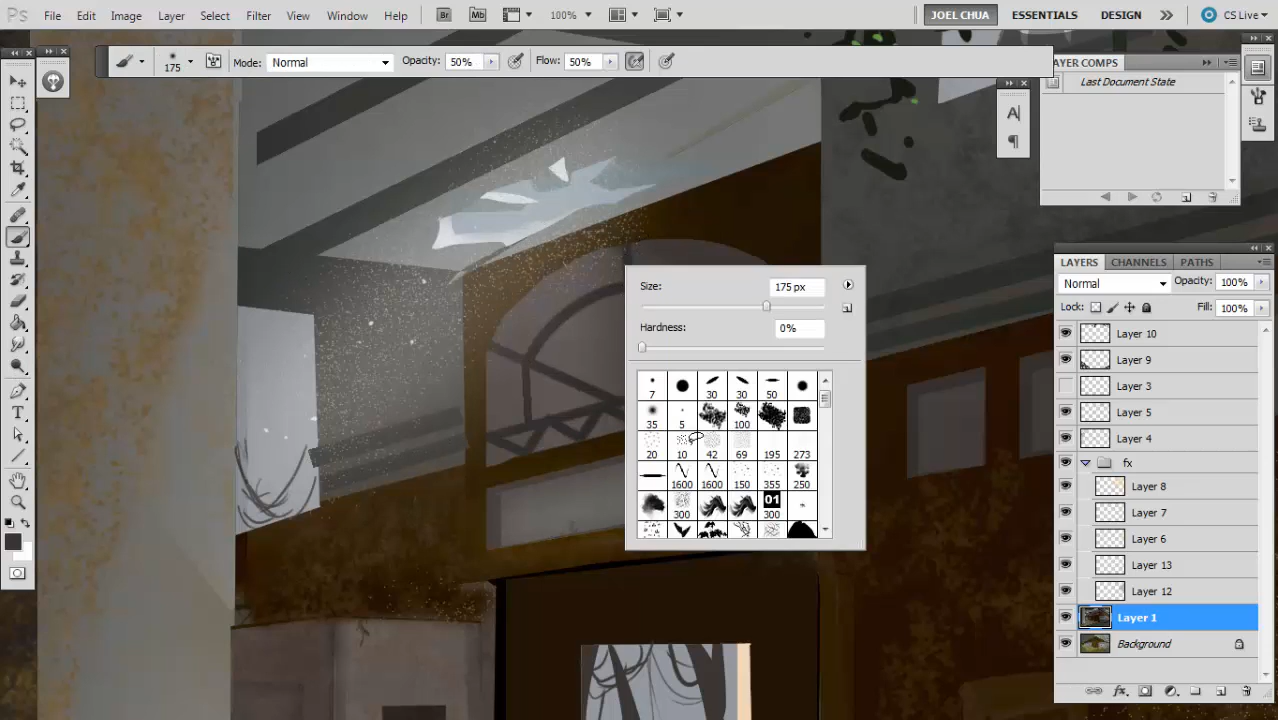 Ps File Edit Image Layer Select Filter View Window Help Br Mb 100% JOEL CHUA ESSENTIALS DESIGN CS Live
175 Mode: Normal Opacity: 50% Flow: 50%
LAYER COMPS
Last Document State
A
Size: 175 px
Hardness: 0%
7 30 30 50
35 5 100
20 10 42 69 195 273
1600 1600 150 355 250
300 01 300
LAYERS CHANNELS PATHS
Normal Opacity: 100%
Lock: Fill: 100%
Layer 10
Layer 9
Layer 3
Layer 5
Layer 4
fx
Layer 8
Layer 7
Layer 6
Layer 13
Layer 12
Layer 1
Background
fx
T